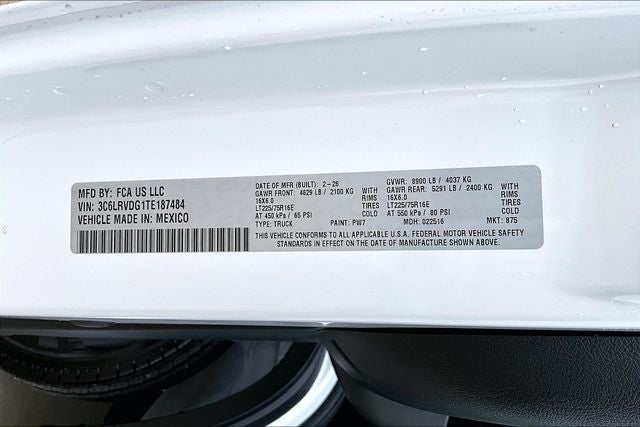 MFD BY: FCA US LLC
VIN: 3C6LRVDG1TE187484
VEHICLE MADE IN: MEXICO
DATE OF MFR (BUILT): 2-26 GVWR: 8900 LB / 4037 KG
GAWR FRONT: 4629 LB / 2100 KG WITH GAWR REAR: 5291 LB / 2400 KG WITH
16X6.0 RIMS 16X6.0 RIMS
LT225/75R16E TIRES LT225/75R16E TIRES
AT 450 kPa / 65 PSI COLD AT 550 kPa / 80 PSI COLD
TYPE: TRUCK PAINT: PW7 MDH: 022516 MKT: 875
THIS VEHICLE CONFORMS TO ALL APPLICABLE U.S.A. FEDERAL MOTOR VEHICLE SAFETY
STANDARDS IN EFFECT ON THE DATE OF MANUFACTURE SHOWN ABOVE.